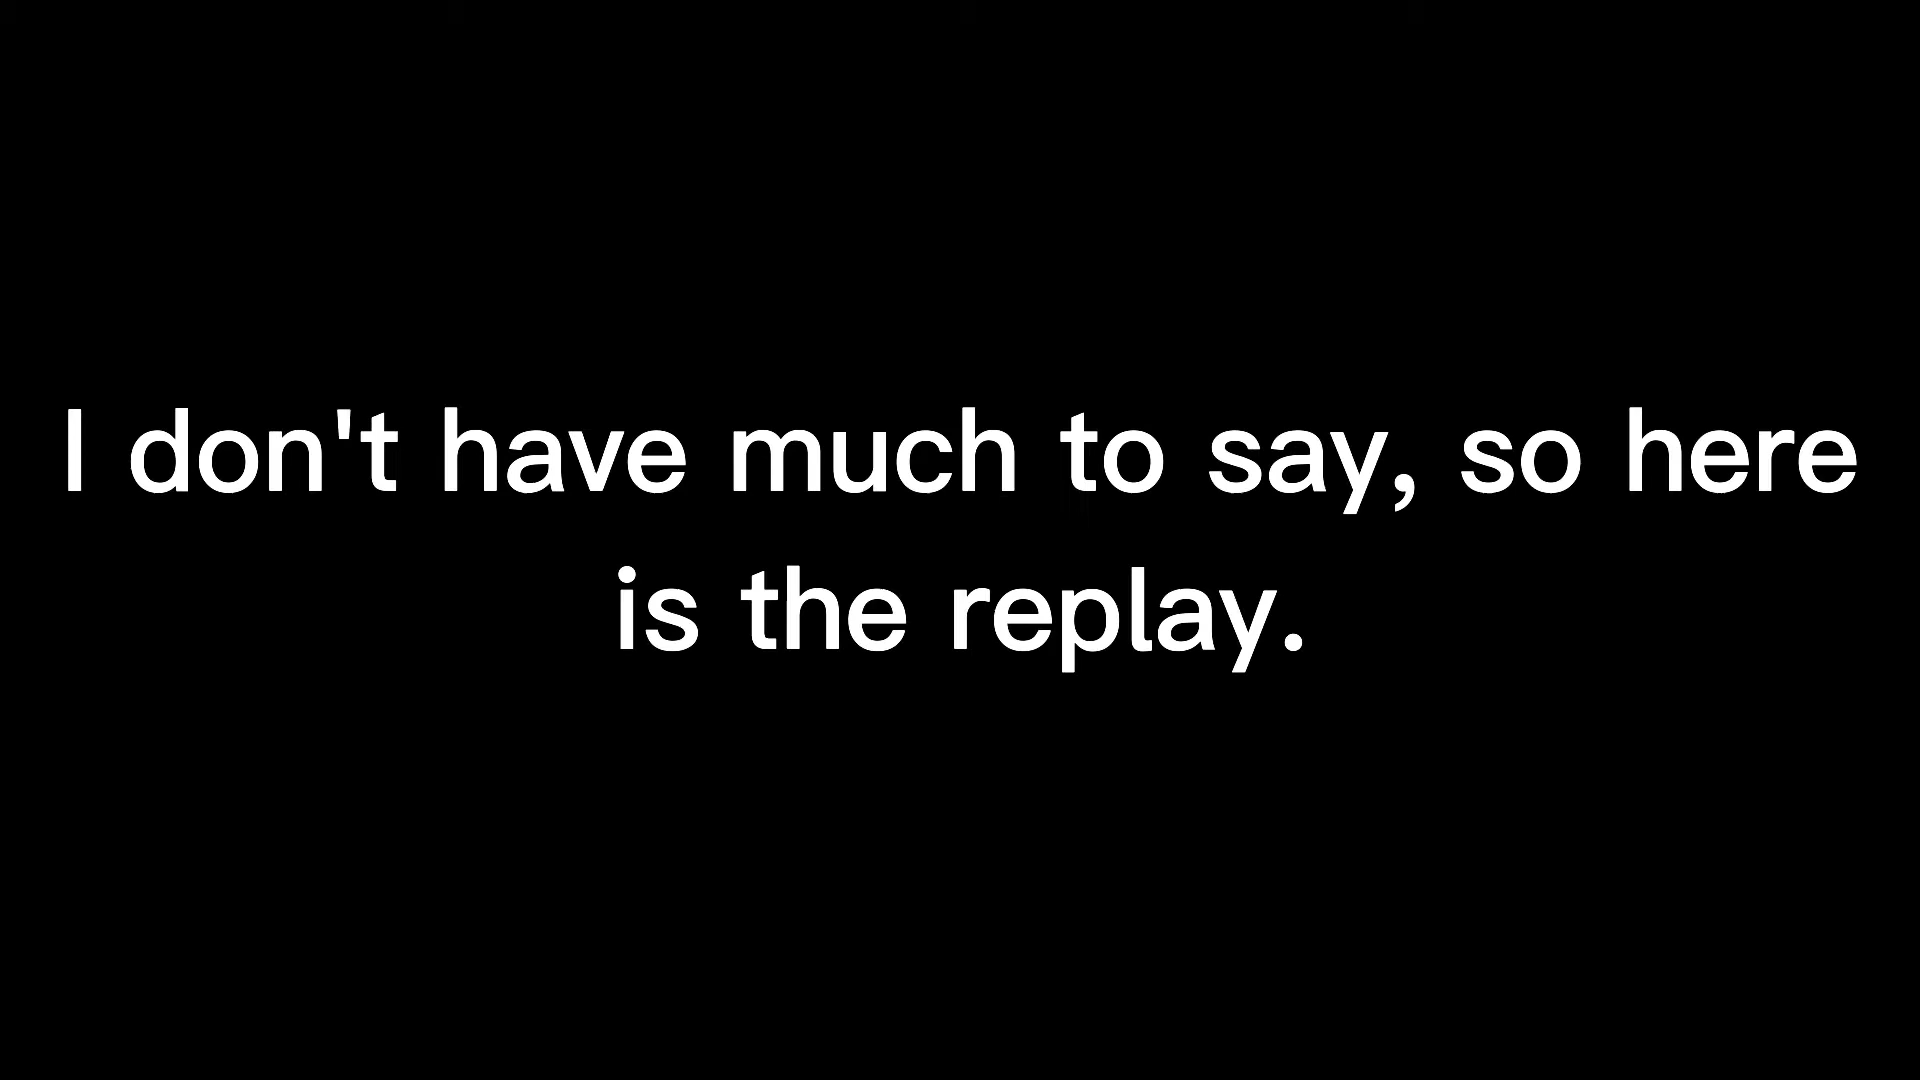 I don't have much to say, so here
is the replay.